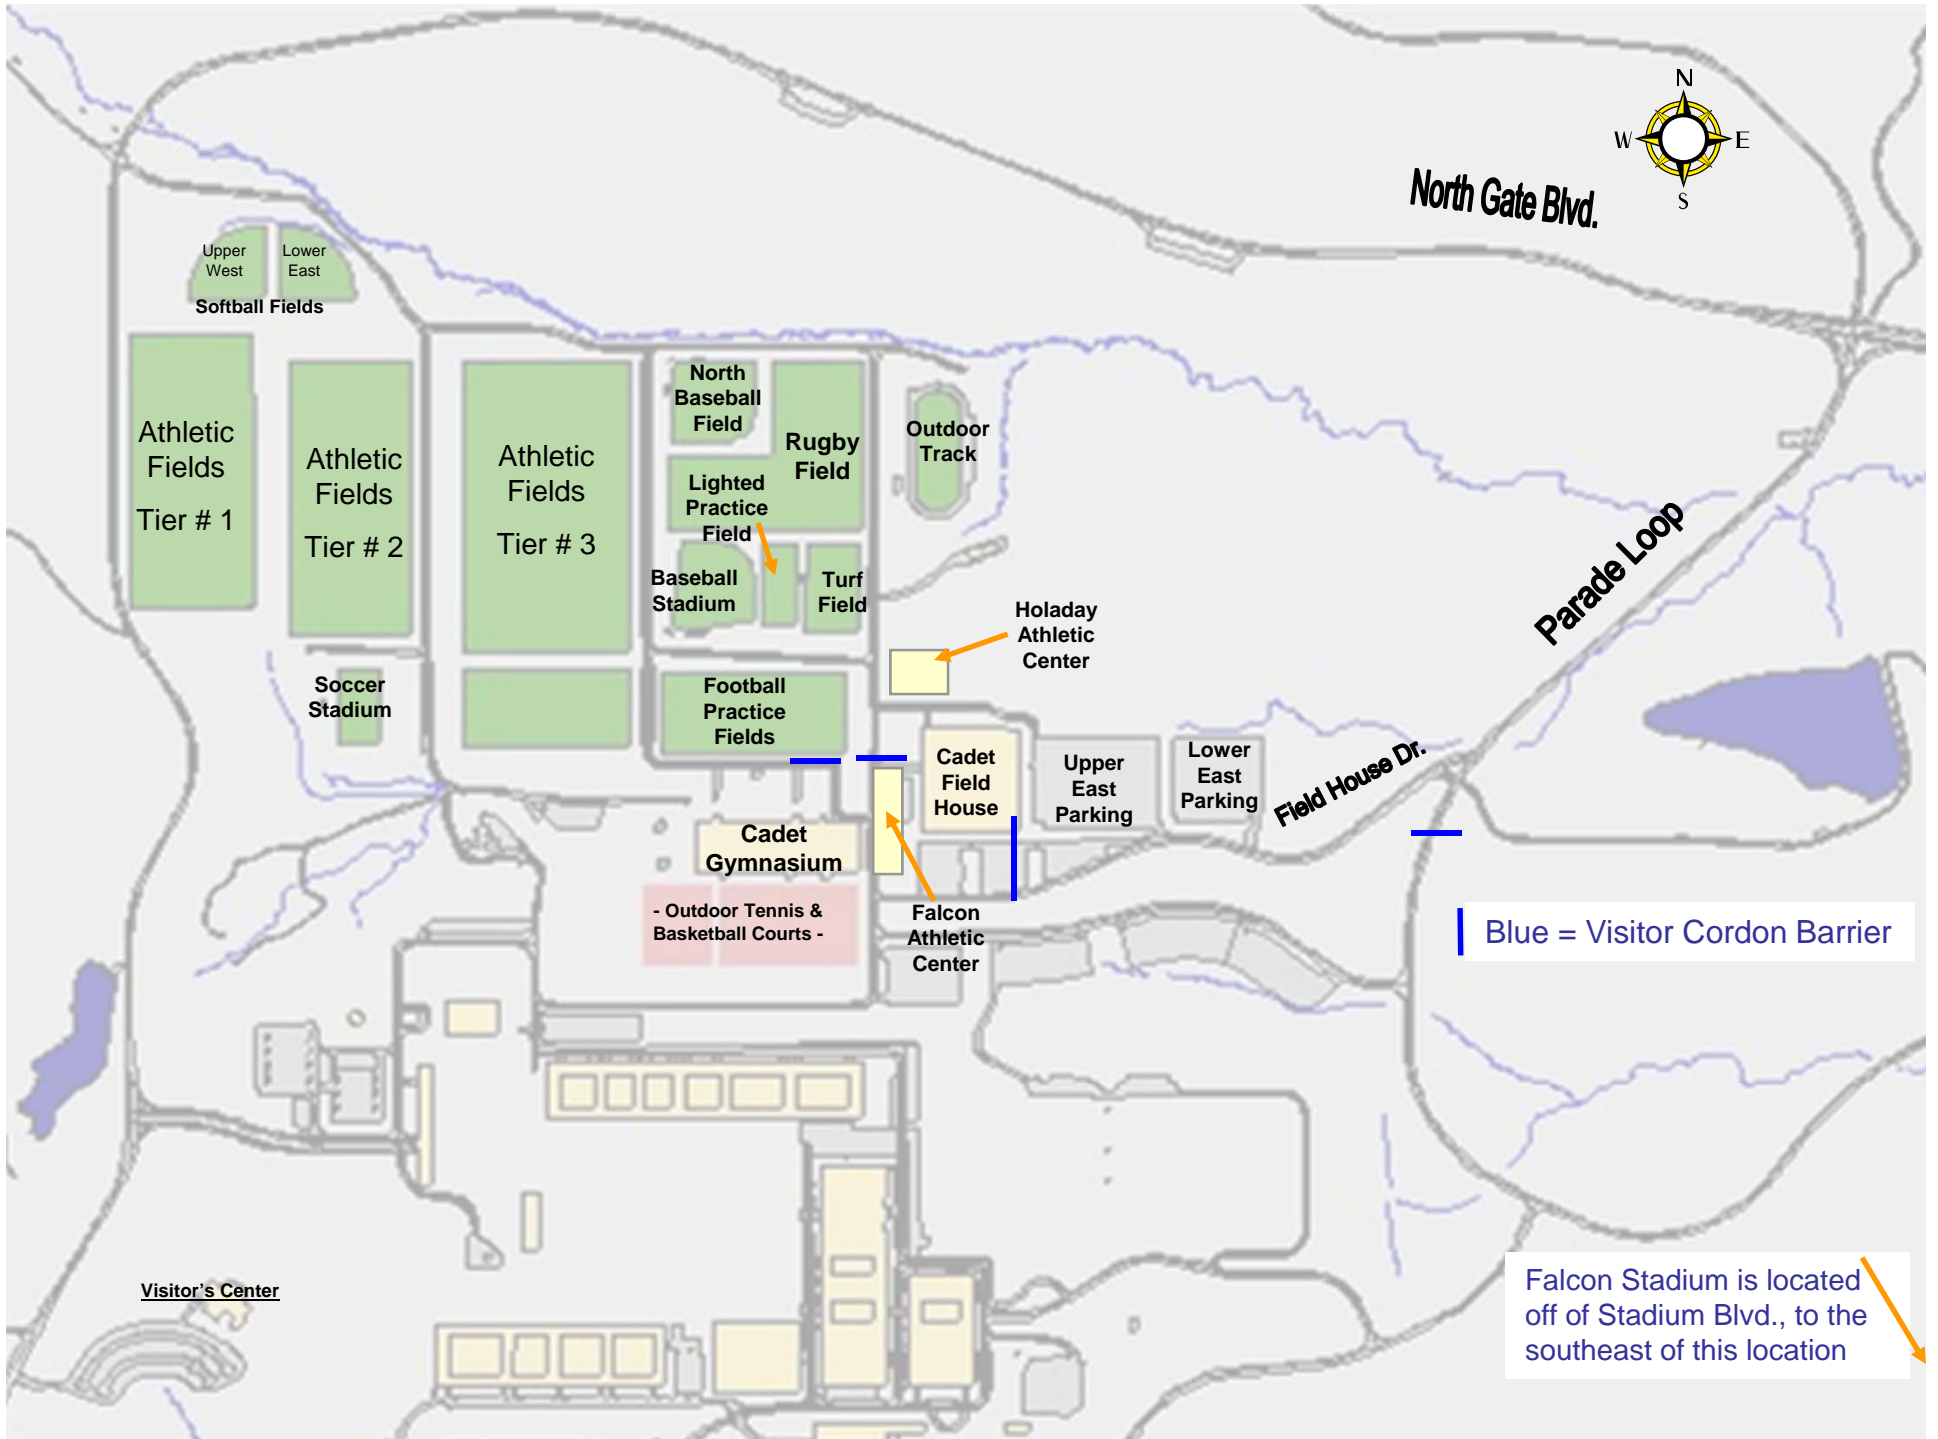 N
W
E
S
North Gate Blvd.
Upper
West
Lower
East
Softball Fields
Athletic
Fields
Tier # 1
Athletic
Fields
Tier # 2
Athletic
Fields
Tier # 3
North
Baseball
Field
Rugby
Field
Lighted
Practice
Field
Outdoor
Track
Baseball
Stadium
Turf
Field
Holaday
Athletic
Center
Parade Loop
Soccer
Stadium
Football
Practice
Fields
Cadet
Field
House
Upper
East
Parking
Lower
East
Parking
Field House Dr.
Cadet
Gymnasium
- Outdoor Tennis &
Basketball Courts -
Falcon
Athletic
Center
Blue = Visitor Cordon Barrier
Visitor's Center
Falcon Stadium is located
off of Stadium Blvd., to the
southeast of this location